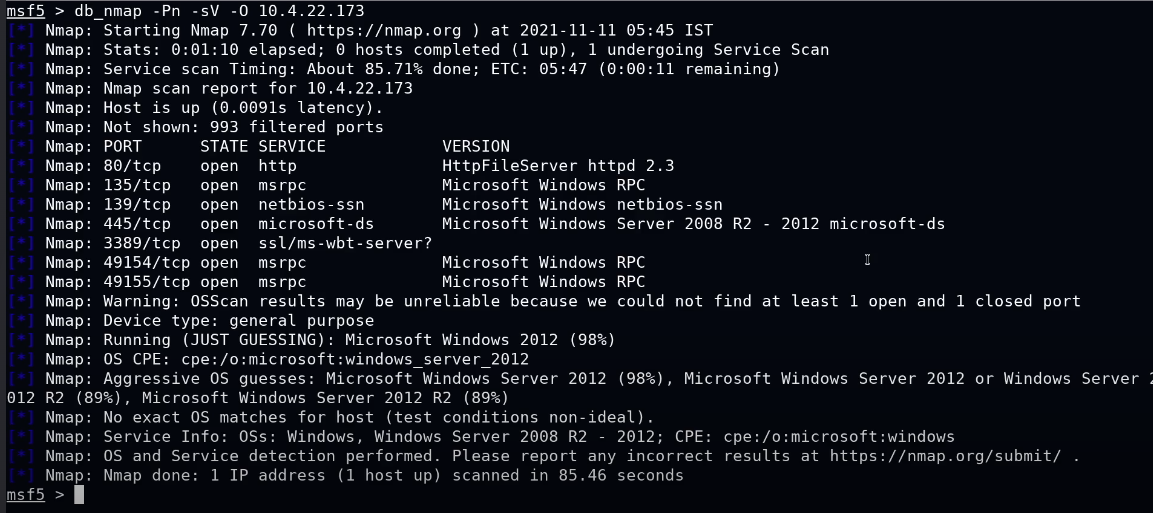 msf5 > db_nmap -Pn -sV -O 10.4.22.173
[*] Nmap: Starting Nmap 7.70 ( https://nmap.org ) at 2021-11-11 05:45 IST
[*] Nmap: Stats: 0:01:10 elapsed; 0 hosts completed (1 up), 1 undergoing Service Scan
[*] Nmap: Service scan Timing: About 85.71% done; ETC: 05:47 (0:00:11 remaining)
[*] Nmap: Nmap scan report for 10.4.22.173
[*] Nmap: Host is up (0.0091s latency).
[*] Nmap: Not shown: 993 filtered ports
[*] Nmap: PORT      STATE SERVICE            VERSION
[*] Nmap: 80/tcp    open  http               HttpFileServer httpd 2.3
[*] Nmap: 135/tcp   open  msrpc              Microsoft Windows RPC
[*] Nmap: 139/tcp   open  netbios-ssn        Microsoft Windows netbios-ssn
[*] Nmap: 445/tcp   open  microsoft-ds       Microsoft Windows Server 2008 R2 - 2012 microsoft-ds
[*] Nmap: 3389/tcp  open  ssl/ms-wbt-server?
[*] Nmap: 49154/tcp open  msrpc              Microsoft Windows RPC
[*] Nmap: 49155/tcp open  msrpc              Microsoft Windows RPC
[*] Nmap: Warning: OSScan results may be unreliable because we could not find at least 1 open and 1 closed port
[*] Nmap: Device type: general purpose
[*] Nmap: Running (JUST GUESSING): Microsoft Windows 2012 (98%)
[*] Nmap: OS CPE: cpe:/o:microsoft:windows_server_2012
[*] Nmap: Aggressive OS guesses: Microsoft Windows Server 2012 (98%), Microsoft Windows Server 2012 or Windows Server 2
012 R2 (89%), Microsoft Windows Server 2012 R2 (89%)
[*] Nmap: No exact OS matches for host (test conditions non-ideal).
[*] Nmap: Service Info: OSs: Windows, Windows Server 2008 R2 - 2012; CPE: cpe:/o:microsoft:windows
[*] Nmap: OS and Service detection performed. Please report any incorrect results at https://nmap.org/submit/ .
[*] Nmap: Nmap done: 1 IP address (1 host up) scanned in 85.46 seconds
msf5 >